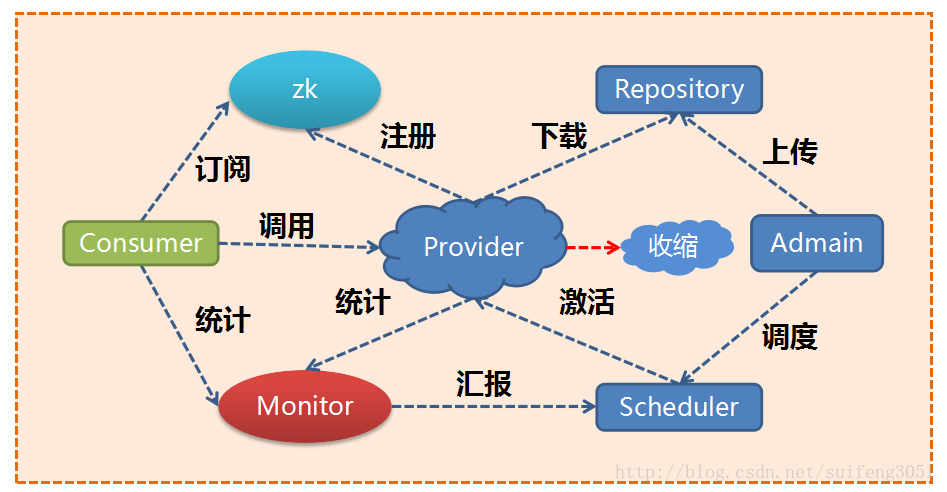 zk
Repository
注册
下载
上传
订阅
调用
Consumer
Provider
收缩
Admain
统计
统计
激活
调度
汇报
Monitor
Scheduler
http://blog.csdn.net/suifeng3051